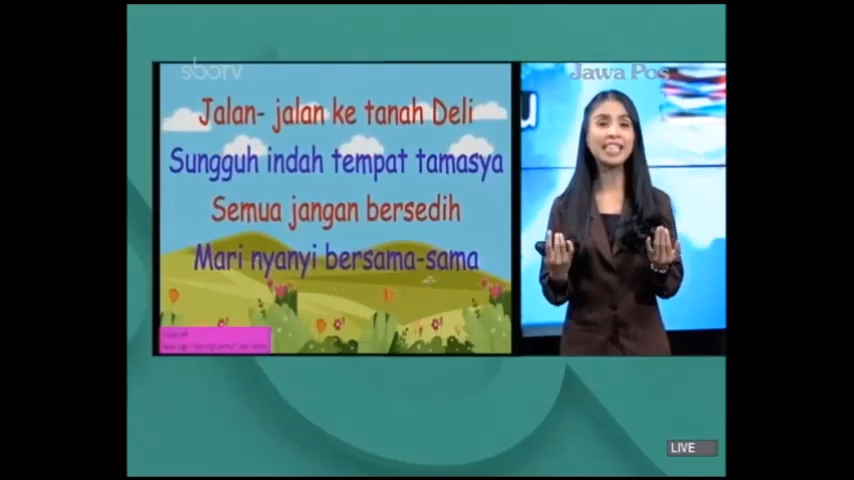 sboTV
Jawa Pos
Jalan- jalan ke tanah Deli
Sungguh indah tempat tamasya
Semua jangan bersedih
Mari nyanyi bersama-sama
LIVE